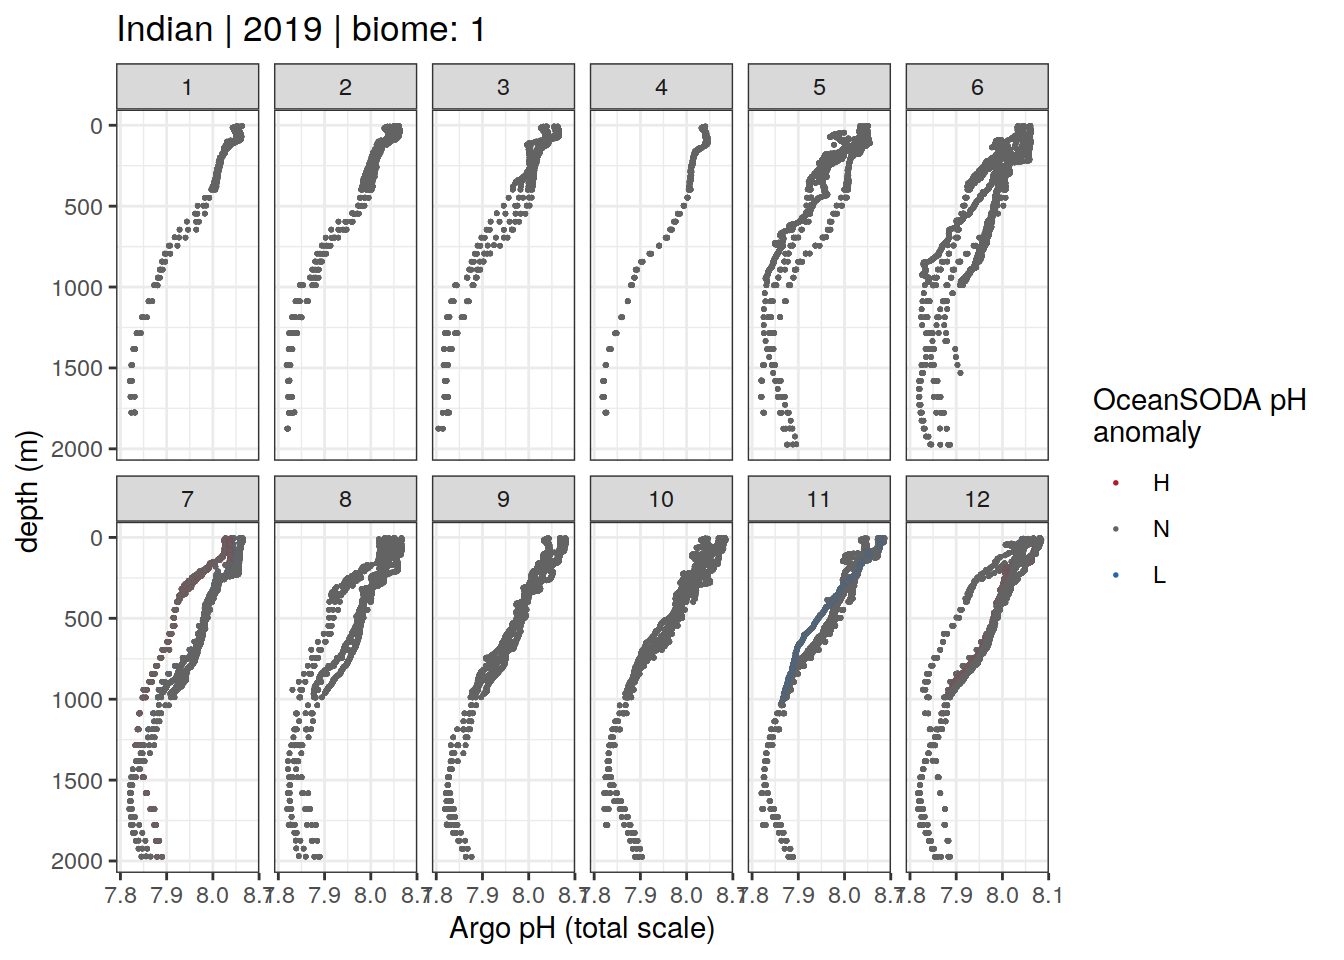 Indian | 2019 | biome: 1
1 2 3 4 5 6
0
500
1000
1500
2000
7 8 9 10 11 12
0
500
1000
1500
2000
7.8 7.9 8.0 8.1 7.8 7.9 8.0 8.1 7.8 7.9 8.0 8.1 7.8 7.9 8.0 8.1 7.8 7.9 8.0 8.1 7.8 7.9 8.0 8.1
Argo pH (total scale)
depth (m)
OceanSODA pH
anomaly
H
N
L